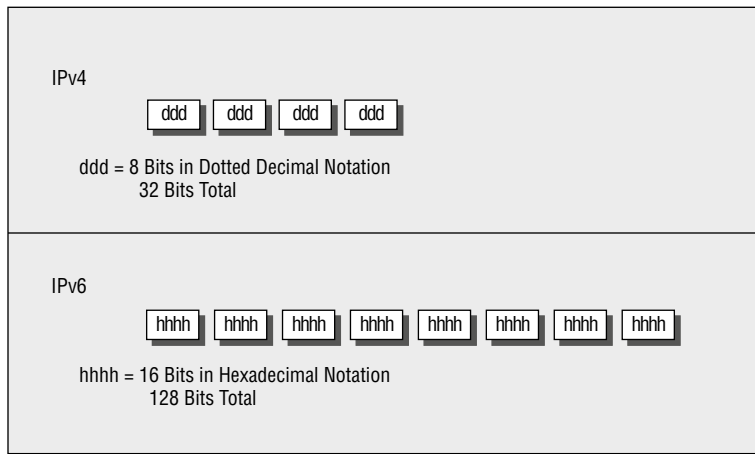 IPv4
ddd ddd ddd ddd
ddd = 8 Bits in Dotted Decimal Notation
32 Bits Total
IPv6
hhhh hhhh hhhh hhhh hhhh hhhh hhhh hhhh
hhhh = 16 Bits in Hexadecimal Notation
128 Bits Total